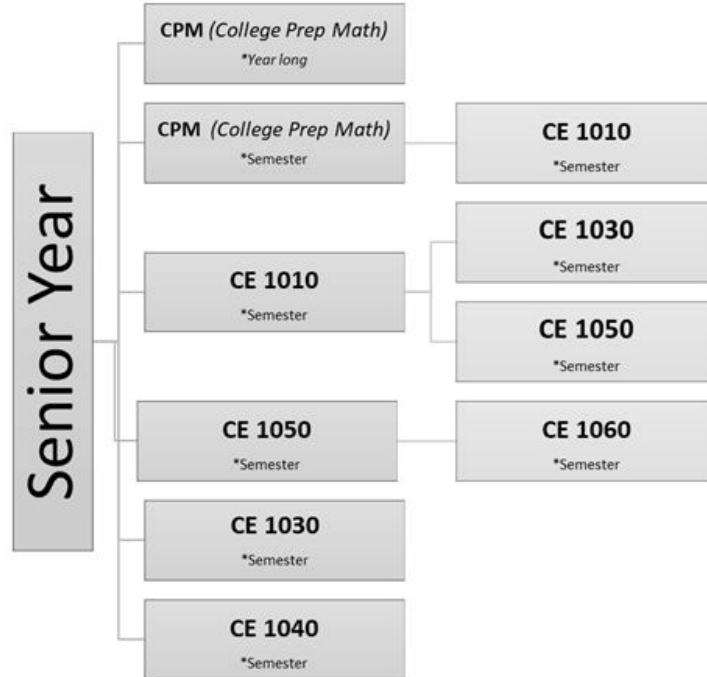 Senior Year
CPM (College Prep Math)
*Year long
CPM (College Prep Math)
*Semester
CE 1010
*Semester
CE 1010
*Semester
CE 1030
*Semester
CE 1050
*Semester
CE 1050
*Semester
CE 1060
*Semester
CE 1030
*Semester
CE 1040
*Semester